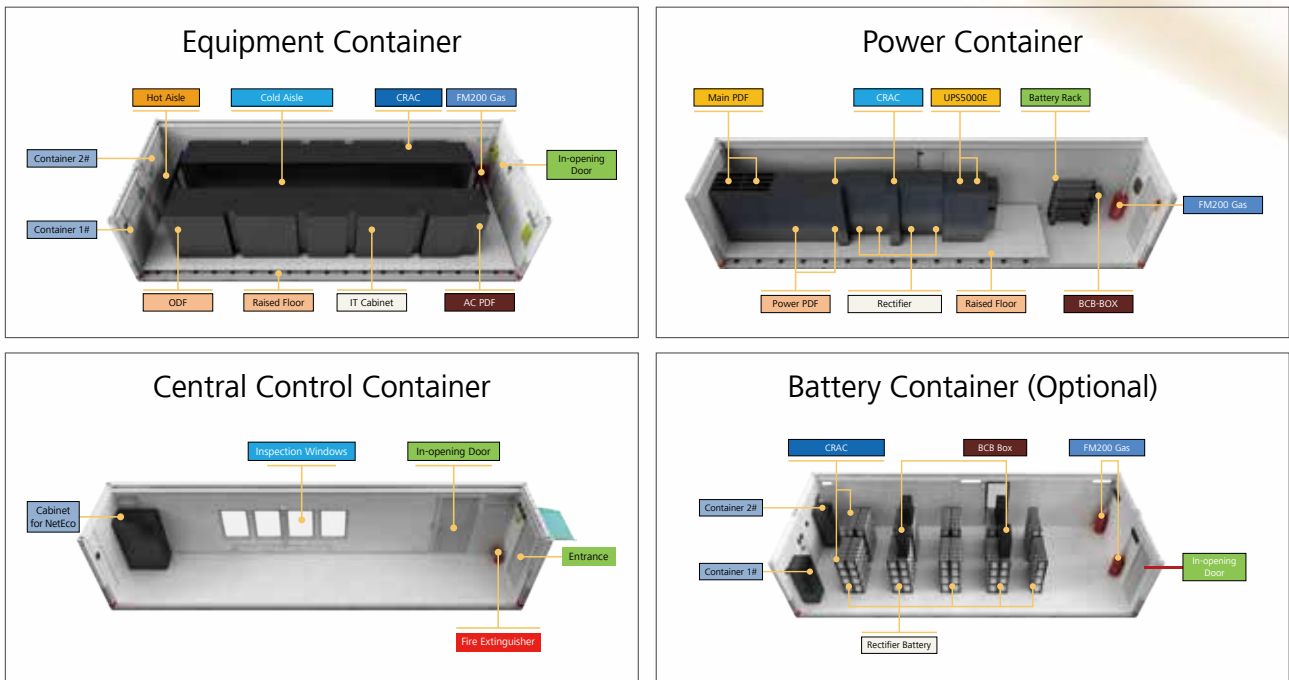 Equipment Container
Hot Aisle
Cold Aisle
CRAC
FM200 Gas
Container 2#
In-opening
Door
Container 1#
ODF
Raised Floor
IT Cabinet
AC PDF
Power Container
Main PDF
CRAC
UPS5000E
Battery Rack
FM200 Gas
Power PDF
Rectifier
Raised Floor
BCB-BOX
Central Control Container
Inspection Windows
In-opening Door
Cabinet
for NetEco
Entrance
Fire Extinguisher
Battery Container (Optional)
CRAC
BCB Box
FM200 Gas
Container 2#
Container 1#
In-opening
Door
Rectifier Battery